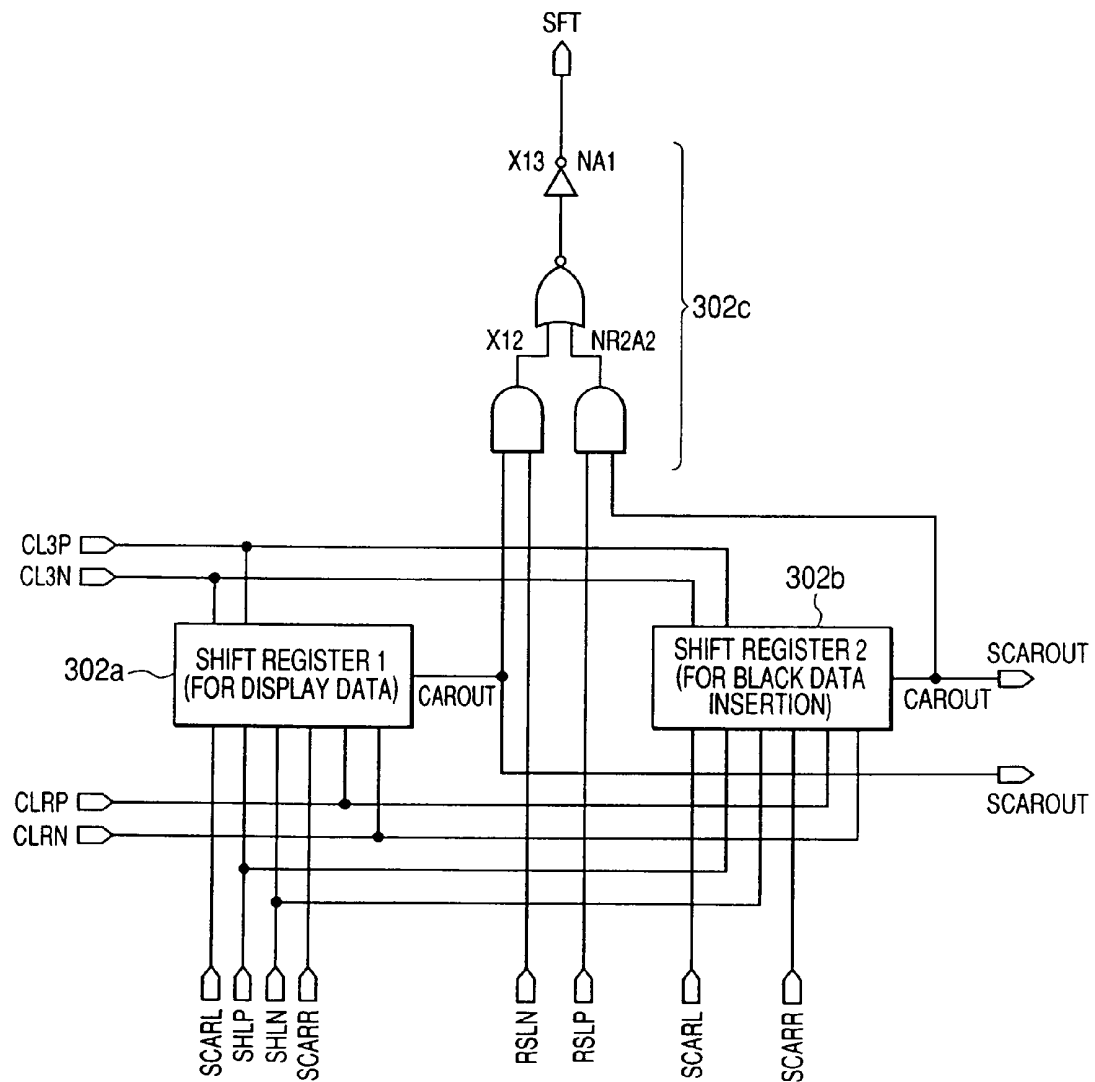 SFT
X13 NA1
302c
X12 NR2A2
CL3P
CL3N
302b
302a
SHIFT REGISTER 1
(FOR DISPLAY DATA)
CAROUT
SHIFT REGISTER 2
(FOR BLACK DATA
INSERTION)
CAROUT
SCAROUT
SCAROUT
CLRP
CLRN
SCARL
SHLP
SHLN
SCARR
RSLN
RSLP
SCARL
SCARR